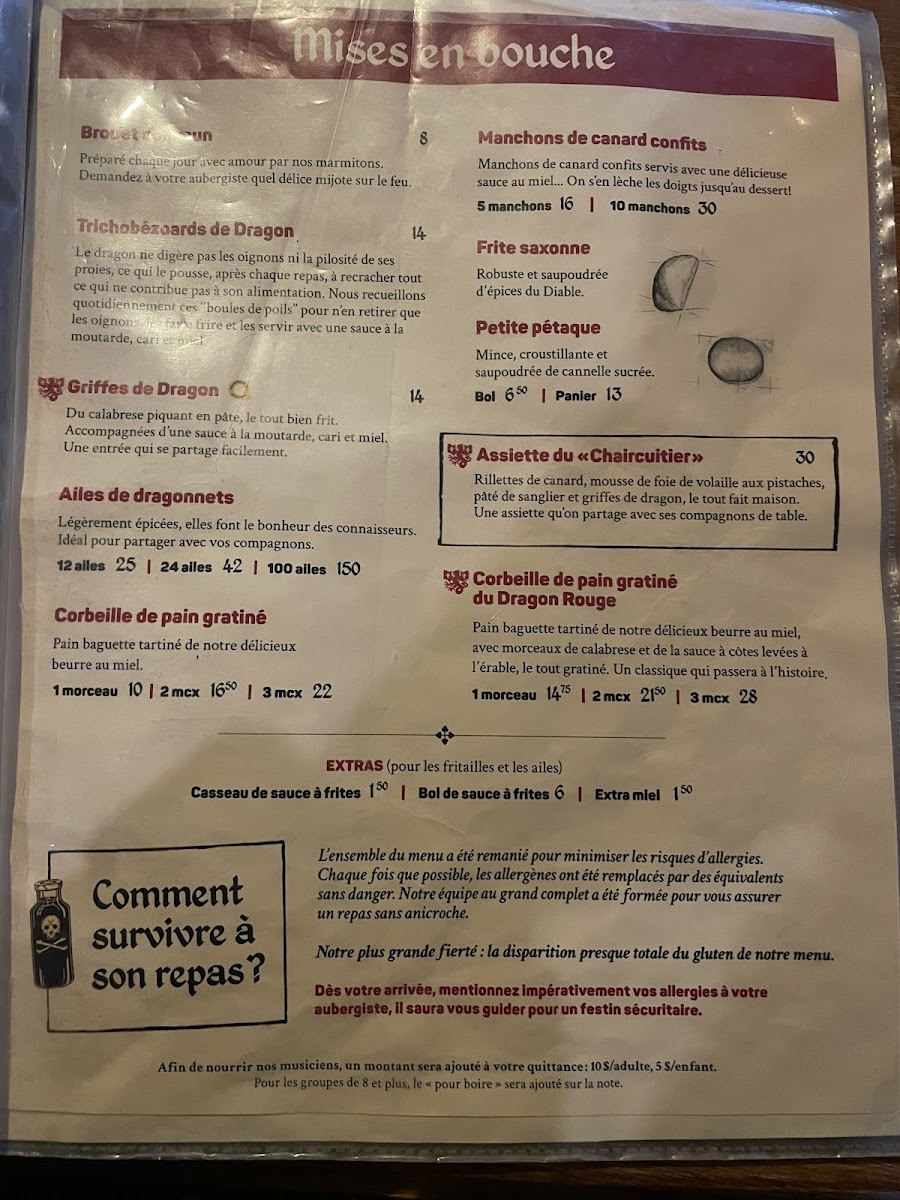 Mises en bouche
Brouet
8
Préparé chaque jour avec amour par nos marmitons.
Demandez à votre aubergiste quel délice mijote sur le feu.
Trichobézoards de Dragon
14
Le dragon ne digère pas les oignons ni la pilosité de ses
proies, ce qui le pousse, après chaque repas, à recracher tout
ce qui ne contribue pas à son alimentation. Nous recueillons
quotidiennement ces "boules de poils" pour n'en retirer que
les oignons, les faire frire et les servir avec une sauce à la
moutarde, cari et miel.
Griffes de Dragon
14
Du calabrese piquant en pâte, le tout bien frit.
Accompagnées d'une sauce à la moutarde, cari et miel.
Une entrée qui se partage facilement.
Ailes de dragonnets
Légèrement épicées, elles font le bonheur des connaisseurs.
Idéal pour partager avec vos compagnons.
12 ailes 25 | 24 ailes 42 | 100 ailes 150
Corbeille de pain gratiné
Pain baguette tartiné de notre délicieux
beurre au miel.
1 morceau 10 | 2 mcx 16⁵⁰ | 3 mcx 22
Manchons de canard confits
Manchons de canard confits servis avec une délicieuse
sauce au miel... On s'en lèche les doigts jusqu'au dessert!
5 manchons 16 | 10 manchons 30
Frite saxonne
Robuste et saupoudrée
d'épices du Diable.
Petite pétaque
Mince, croustillante et
saupoudrée de cannelle sucrée.
Bol 6⁵⁰ | Panier 13
Assiette du «Chaircuitier» 30
Rillettes de canard, mousse de foie de volaille aux pistaches,
pâté de sanglier et griffes de dragon, le tout fait maison.
Une assiette qu'on partage avec ses compagnons de table.
Corbeille de pain gratiné
du Dragon Rouge
Pain baguette tartiné de notre délicieux beurre au miel,
avec morceaux de calabrese et de la sauce à côtes levées à
l'érable, le tout gratiné. Un classique qui passera à l'histoire.
1 morceau 14⁷⁵ | 2 mcx 21⁵⁰ | 3 mcx 28
EXTRAS (pour les fritailles et les ailes)
Casseau de sauce à frites 1⁵⁰ | Bol de sauce à frites 6 | Extra miel 1⁵⁰
Comment
survivre à
son repas?
L'ensemble du menu a été remanié pour minimiser les risques d'allergies.
Chaque fois que possible, les allergènes ont été remplacés par des équivalents
sans danger. Notre équipe au grand complet a été formée pour vous assurer
un repas sans anicroche.
Notre plus grande fierté : la disparition presque totale du gluten de notre menu.
Dès votre arrivée, mentionnez impérativement vos allergies à votre
aubergiste, il saura vous guider pour un festin sécuritaire.
Afin de nourrir nos musiciens, un montant sera ajouté à votre quittance: 10 $/adulte, 5 $/enfant.
Pour les groupes de 8 et plus, le « pour boire » sera ajouté sur la note.